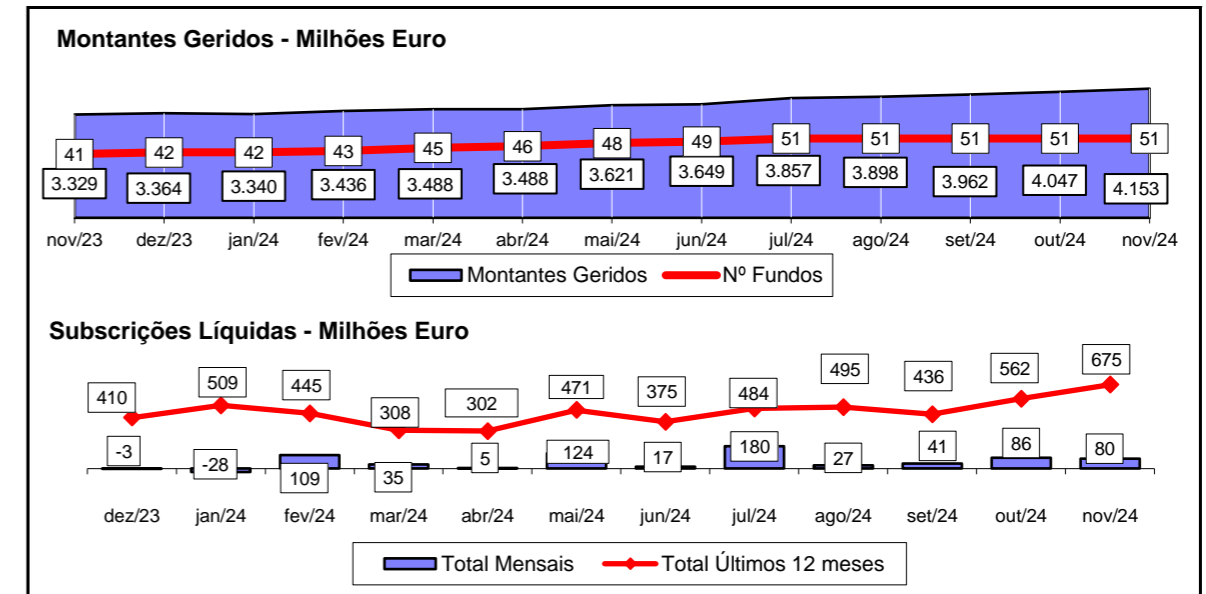 Montantes Geridos - Milhões Euro
41 42 42 43 45 46 48 49 51 51 51 51 51
3.329 3.364 3.340 3.436 3.488 3.488 3.621 3.649 3.857 3.898 3.962 4.047 4.153
nov/23 dez/23 jan/24 fev/24 mar/24 abr/24 mai/24 jun/24 jul/24 ago/24 set/24 out/24 nov/24
Montantes Geridos Nº Fundos
Subscrições Líquidas - Milhões Euro
410 509 445 308 302 471 375 484 495 436 562 675
-3 -28 109 35 5 124 17 180 27 41 86 80
dez/23 jan/24 fev/24 mar/24 abr/24 mai/24 jun/24 jul/24 ago/24 set/24 out/24 nov/24
Total Mensais Total Últimos 12 meses